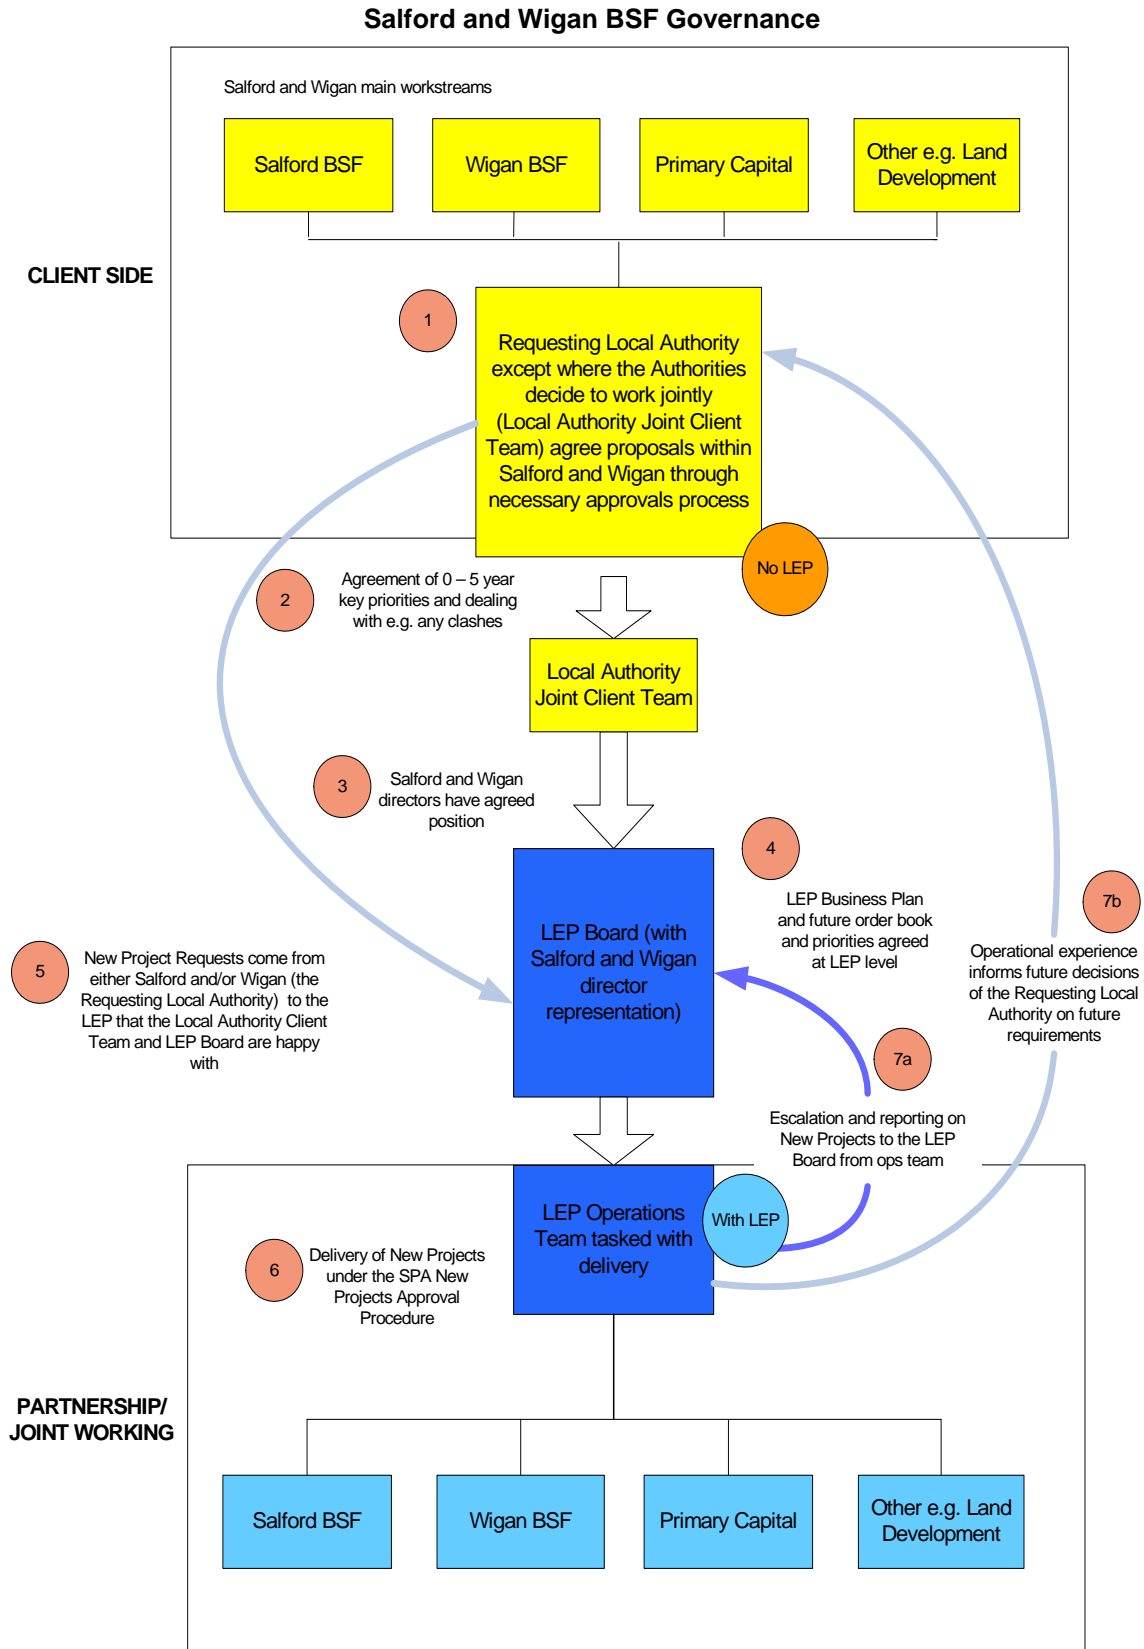 Salford and Wigan BSF Governance
Salford and Wigan main workstreams
Salford BSF
Wigan BSF
Primary Capital
Other e.g. Land
Development
CLIENT SIDE
1
Requesting Local Authority
except where the Authorities
decide to work jointly
(Local Authority Joint Client
Team) agree proposals within
Salford and Wigan through
necessary approvals process
No LEP
2
Agreement of 0 – 5 year
key priorities and dealing
with e.g. any clashes
Local Authority
Joint Client Team
3
Salford and Wigan
directors have agreed
position
4
LEP Business Plan
and future order book
and priorities agreed
at LEP level
7b
Operational experience
informs future decisions
of the Requesting Local
Authority on future
requirements
LEP Board (with
Salford and Wigan
director
representation)
5
New Project Requests come from
either Salford and/or Wigan (the
Requesting Local Authority) to the
LEP that the Local Authority Client
Team and LEP Board are happy
with
7a
Escalation and reporting on
New Projects to the LEP
Board from ops team
LEP Operations
Team tasked with
delivery
With LEP
6
Delivery of New Projects
under the SPA New
Projects Approval
Procedure
PARTNERSHIP/
JOINT WORKING
Salford BSF
Wigan BSF
Primary Capital
Other e.g. Land
Development